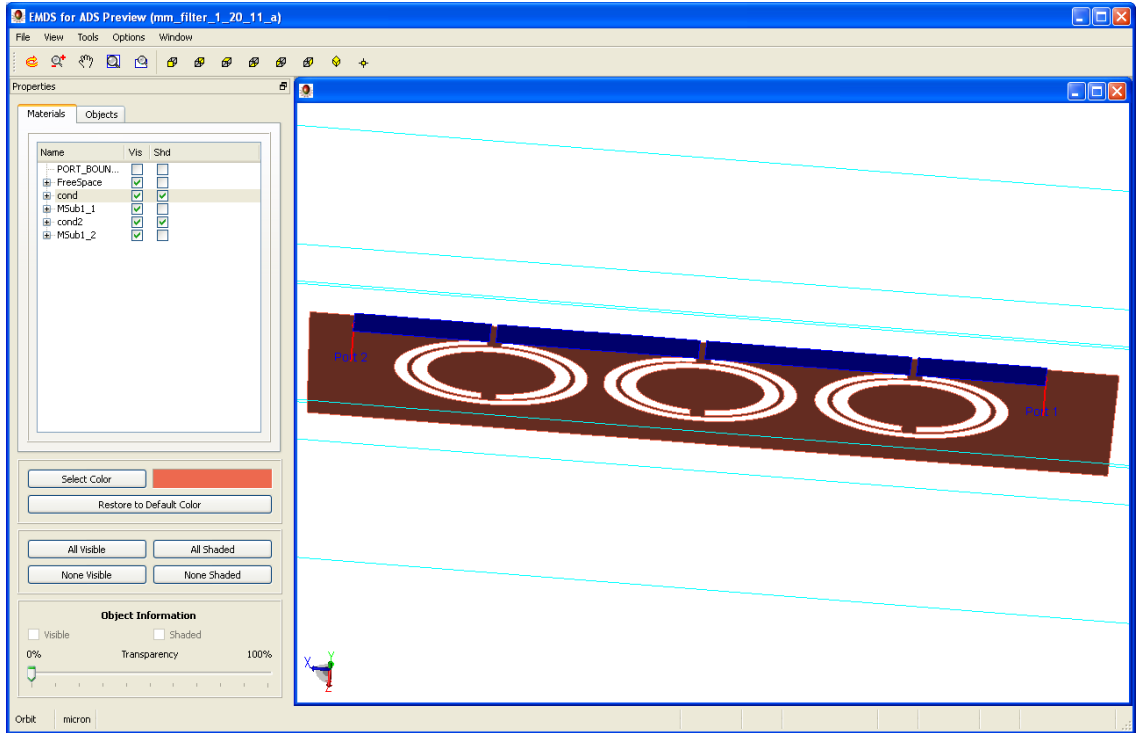 EMDS for ADS Preview (mm_filter_1_20_11_a)
File View Tools Options Window
Properties
Materials Objects
Name Vis Shd
PORT_BOUN...
FreeSpace
cond
MSub1_1
cond2
MSub1_2
Select Color
Restore to Default Color
All Visible All Shaded
None Visible None Shaded
Object Information
Visible Shaded
0% Transparency 100%
Orbit micron
Port 2
Port 1
X Y
Z